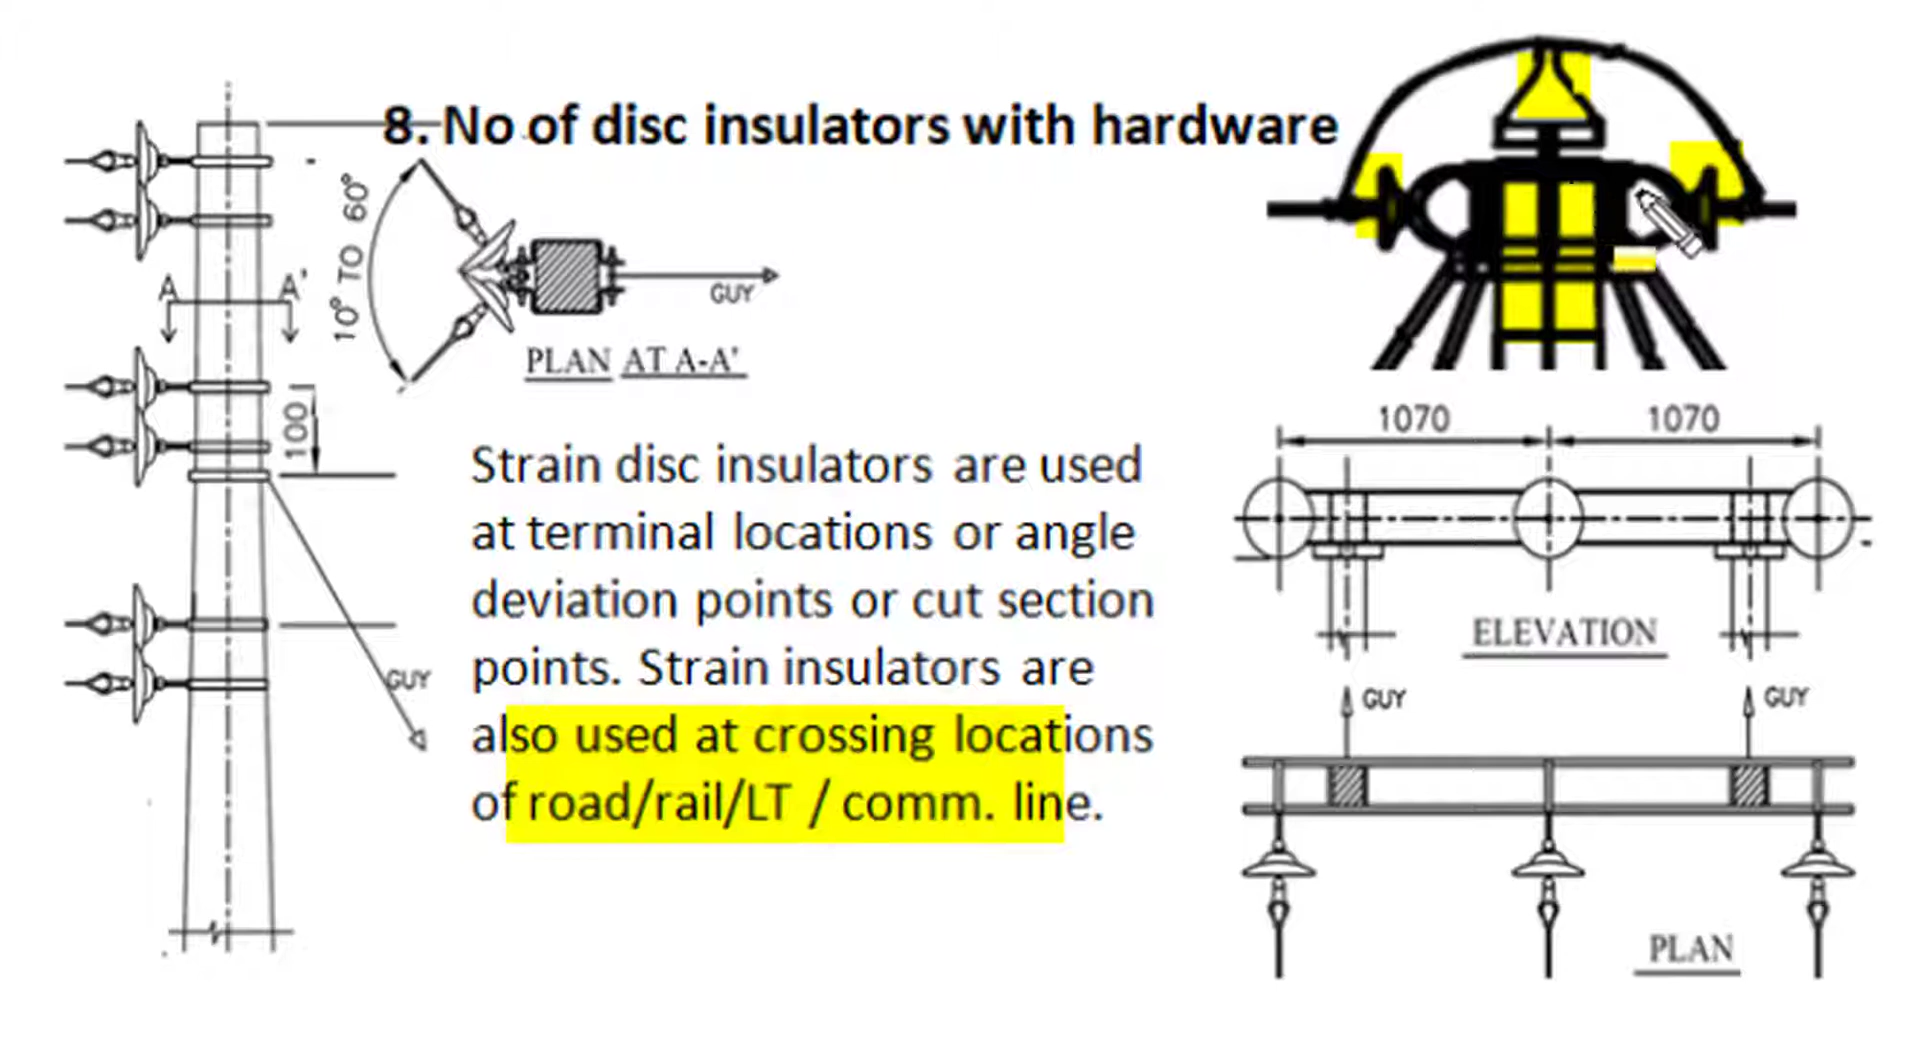 8. No of disc insulators with hardware
A A'
10° TO 60°
GUY
PLAN AT A-A'
100
GUY
Strain disc insulators are used
at terminal locations or angle
deviation points or cut section
points. Strain insulators are
also used at crossing locations
of road/rail/LT / comm. line.
1070 1070
ELEVATION
GUY GUY
PLAN